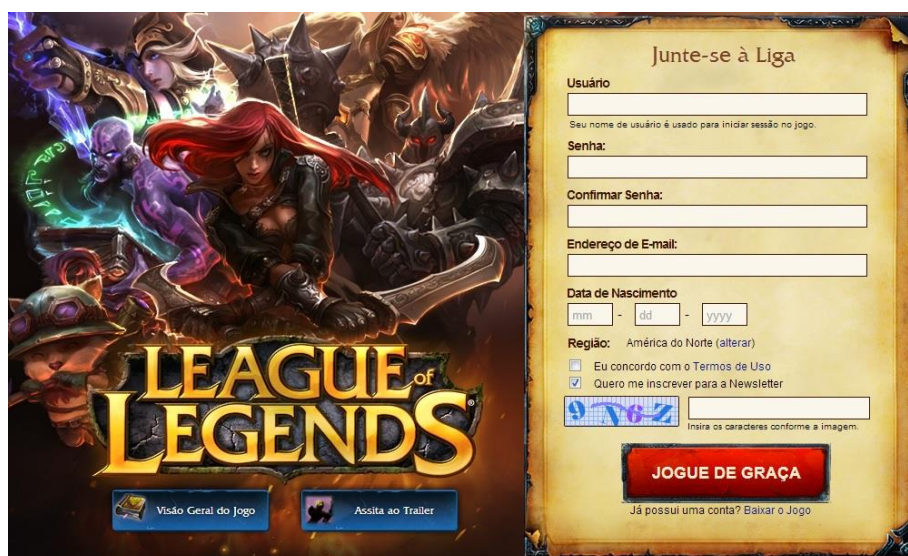 LEAGUE of
LEGENDS®
Visão Geral do Jogo
Assita ao Trailer
Junte-se à Liga
Usuário
Seu nome de usuário é usado para iniciar sessão no jogo.
Senha:
Confirmar Senha:
Endereço de E-mail:
Data de Nascimento
mm - dd - yyyy
Região: América do Norte (alterar)
Eu concordo com o Termos de Uso
Quero me inscrever para a Newsletter
Insira os caracteres conforme a imagem.
JOGUE DE GRAÇA
Já possui uma conta? Baixar o Jogo